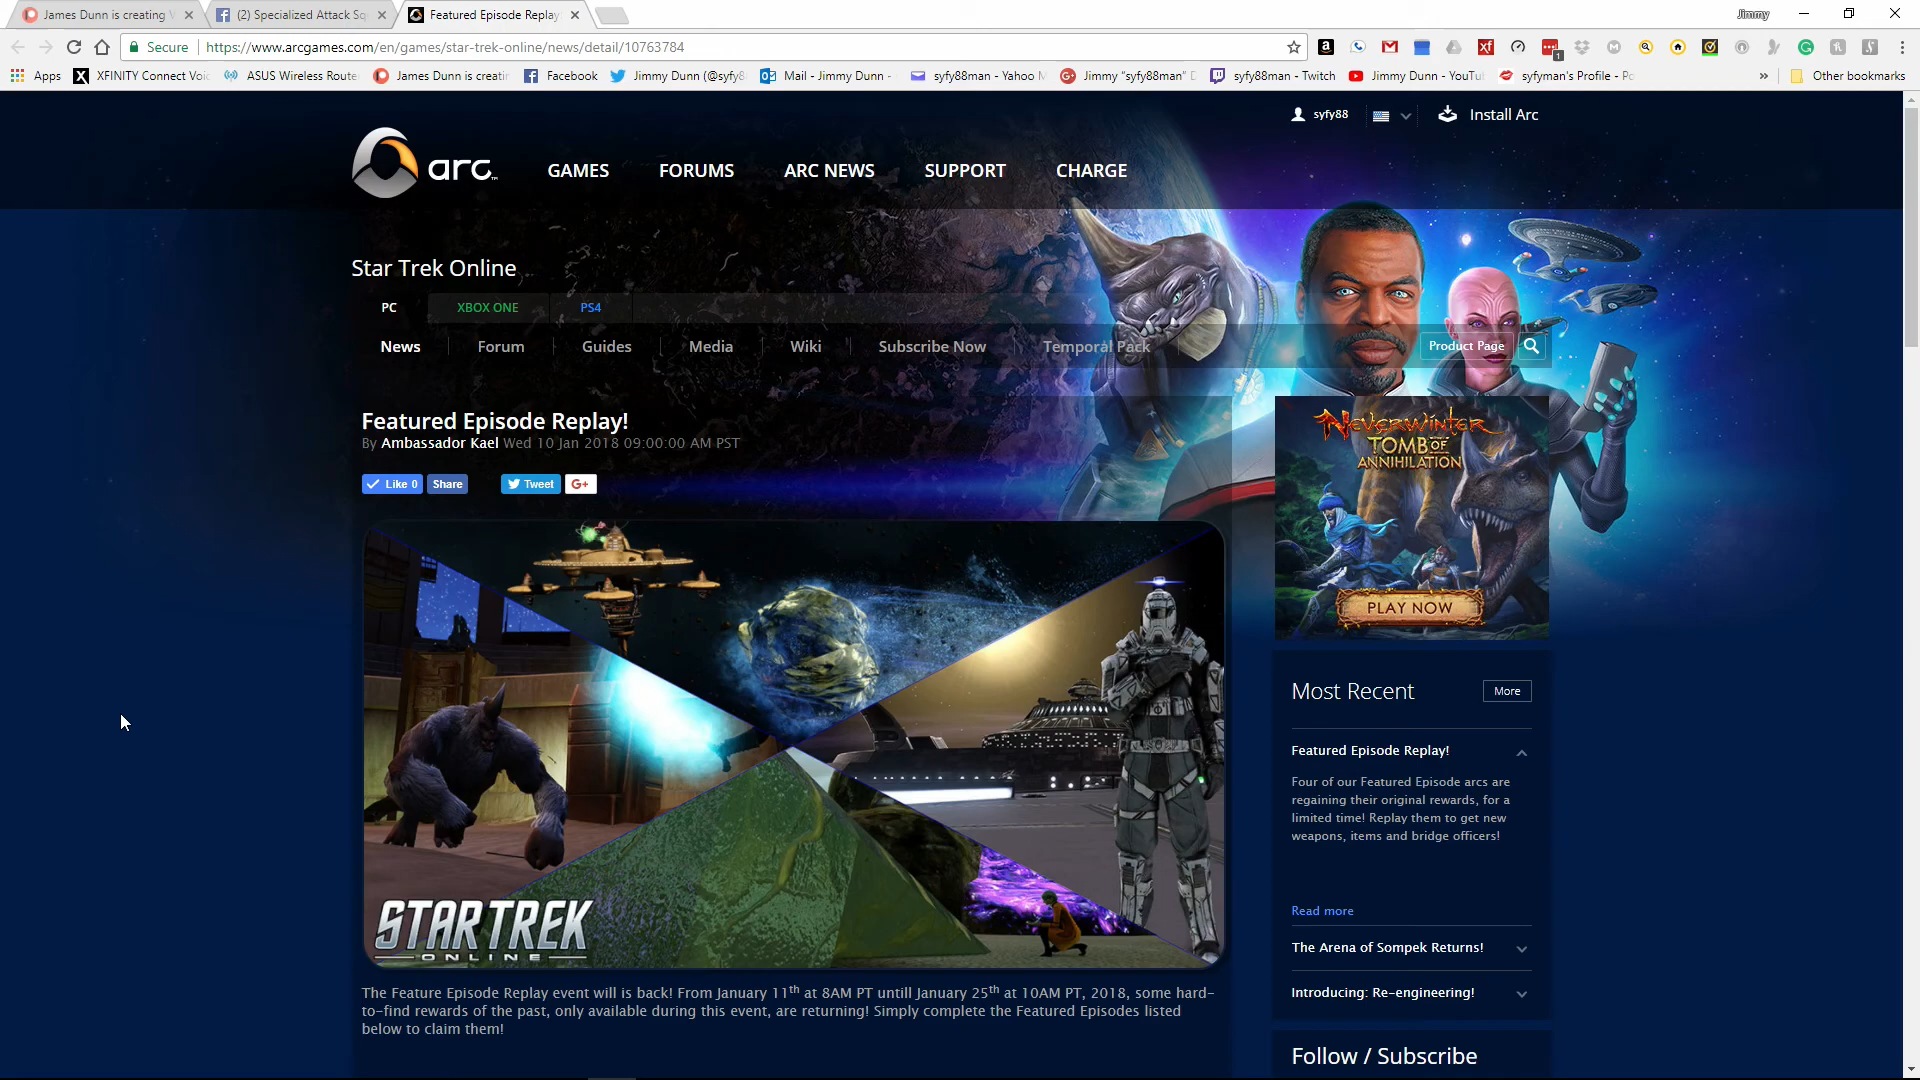 James Dunn is creating
(2) Specialized Attack Sq
Featured Episode Replay
Jimmy
Secure
https://www.arcgames.com/en/games/star-trek-online/news/detail/10763784
Apps
XFINITY Connect Voic
ASUS Wireless Route
James Dunn is creatin
Facebook
Jimmy Dunn (@syfy8
Mail - Jimmy Dunn -
syfy88man - Yahoo M
Jimmy "syfy88man" D
syfy88man - Twitch
Jimmy Dunn - YouTu
syfyman's Profile - Po
»
Other bookmarks
syfy88
Install Arc
arc
GAMES
FORUMS
ARC NEWS
SUPPORT
CHARGE
Star Trek Online
PC
XBOX ONE
PS4
News
Forum
Guides
Media
Wiki
Subscribe Now
Temporal Pack
Product Page
Featured Episode Replay!
By Ambassador Kael Wed 10 Jan 2018 09:00:00 AM PST
Like 0
Share
Tweet
G+
STAR TREK
ONLINE
The Feature Episode Replay event will is back! From January 11th at 8AM PT untill January 25th at 10AM PT, 2018, some hard-
to-find rewards of the past, only available during this event, are returning! Simply complete the Featured Episodes listed
below to claim them!
NEVERWINTER
TOMB OF
ANNIHILATION
PLAY NOW
Most Recent
More
Featured Episode Replay!
Four of our Featured Episode arcs are
regaining their original rewards, for a
limited time! Replay them to get new
weapons, items and bridge officers!
Read more
The Arena of Sompek Returns!
Introducing: Re-engineering!
Follow / Subscribe